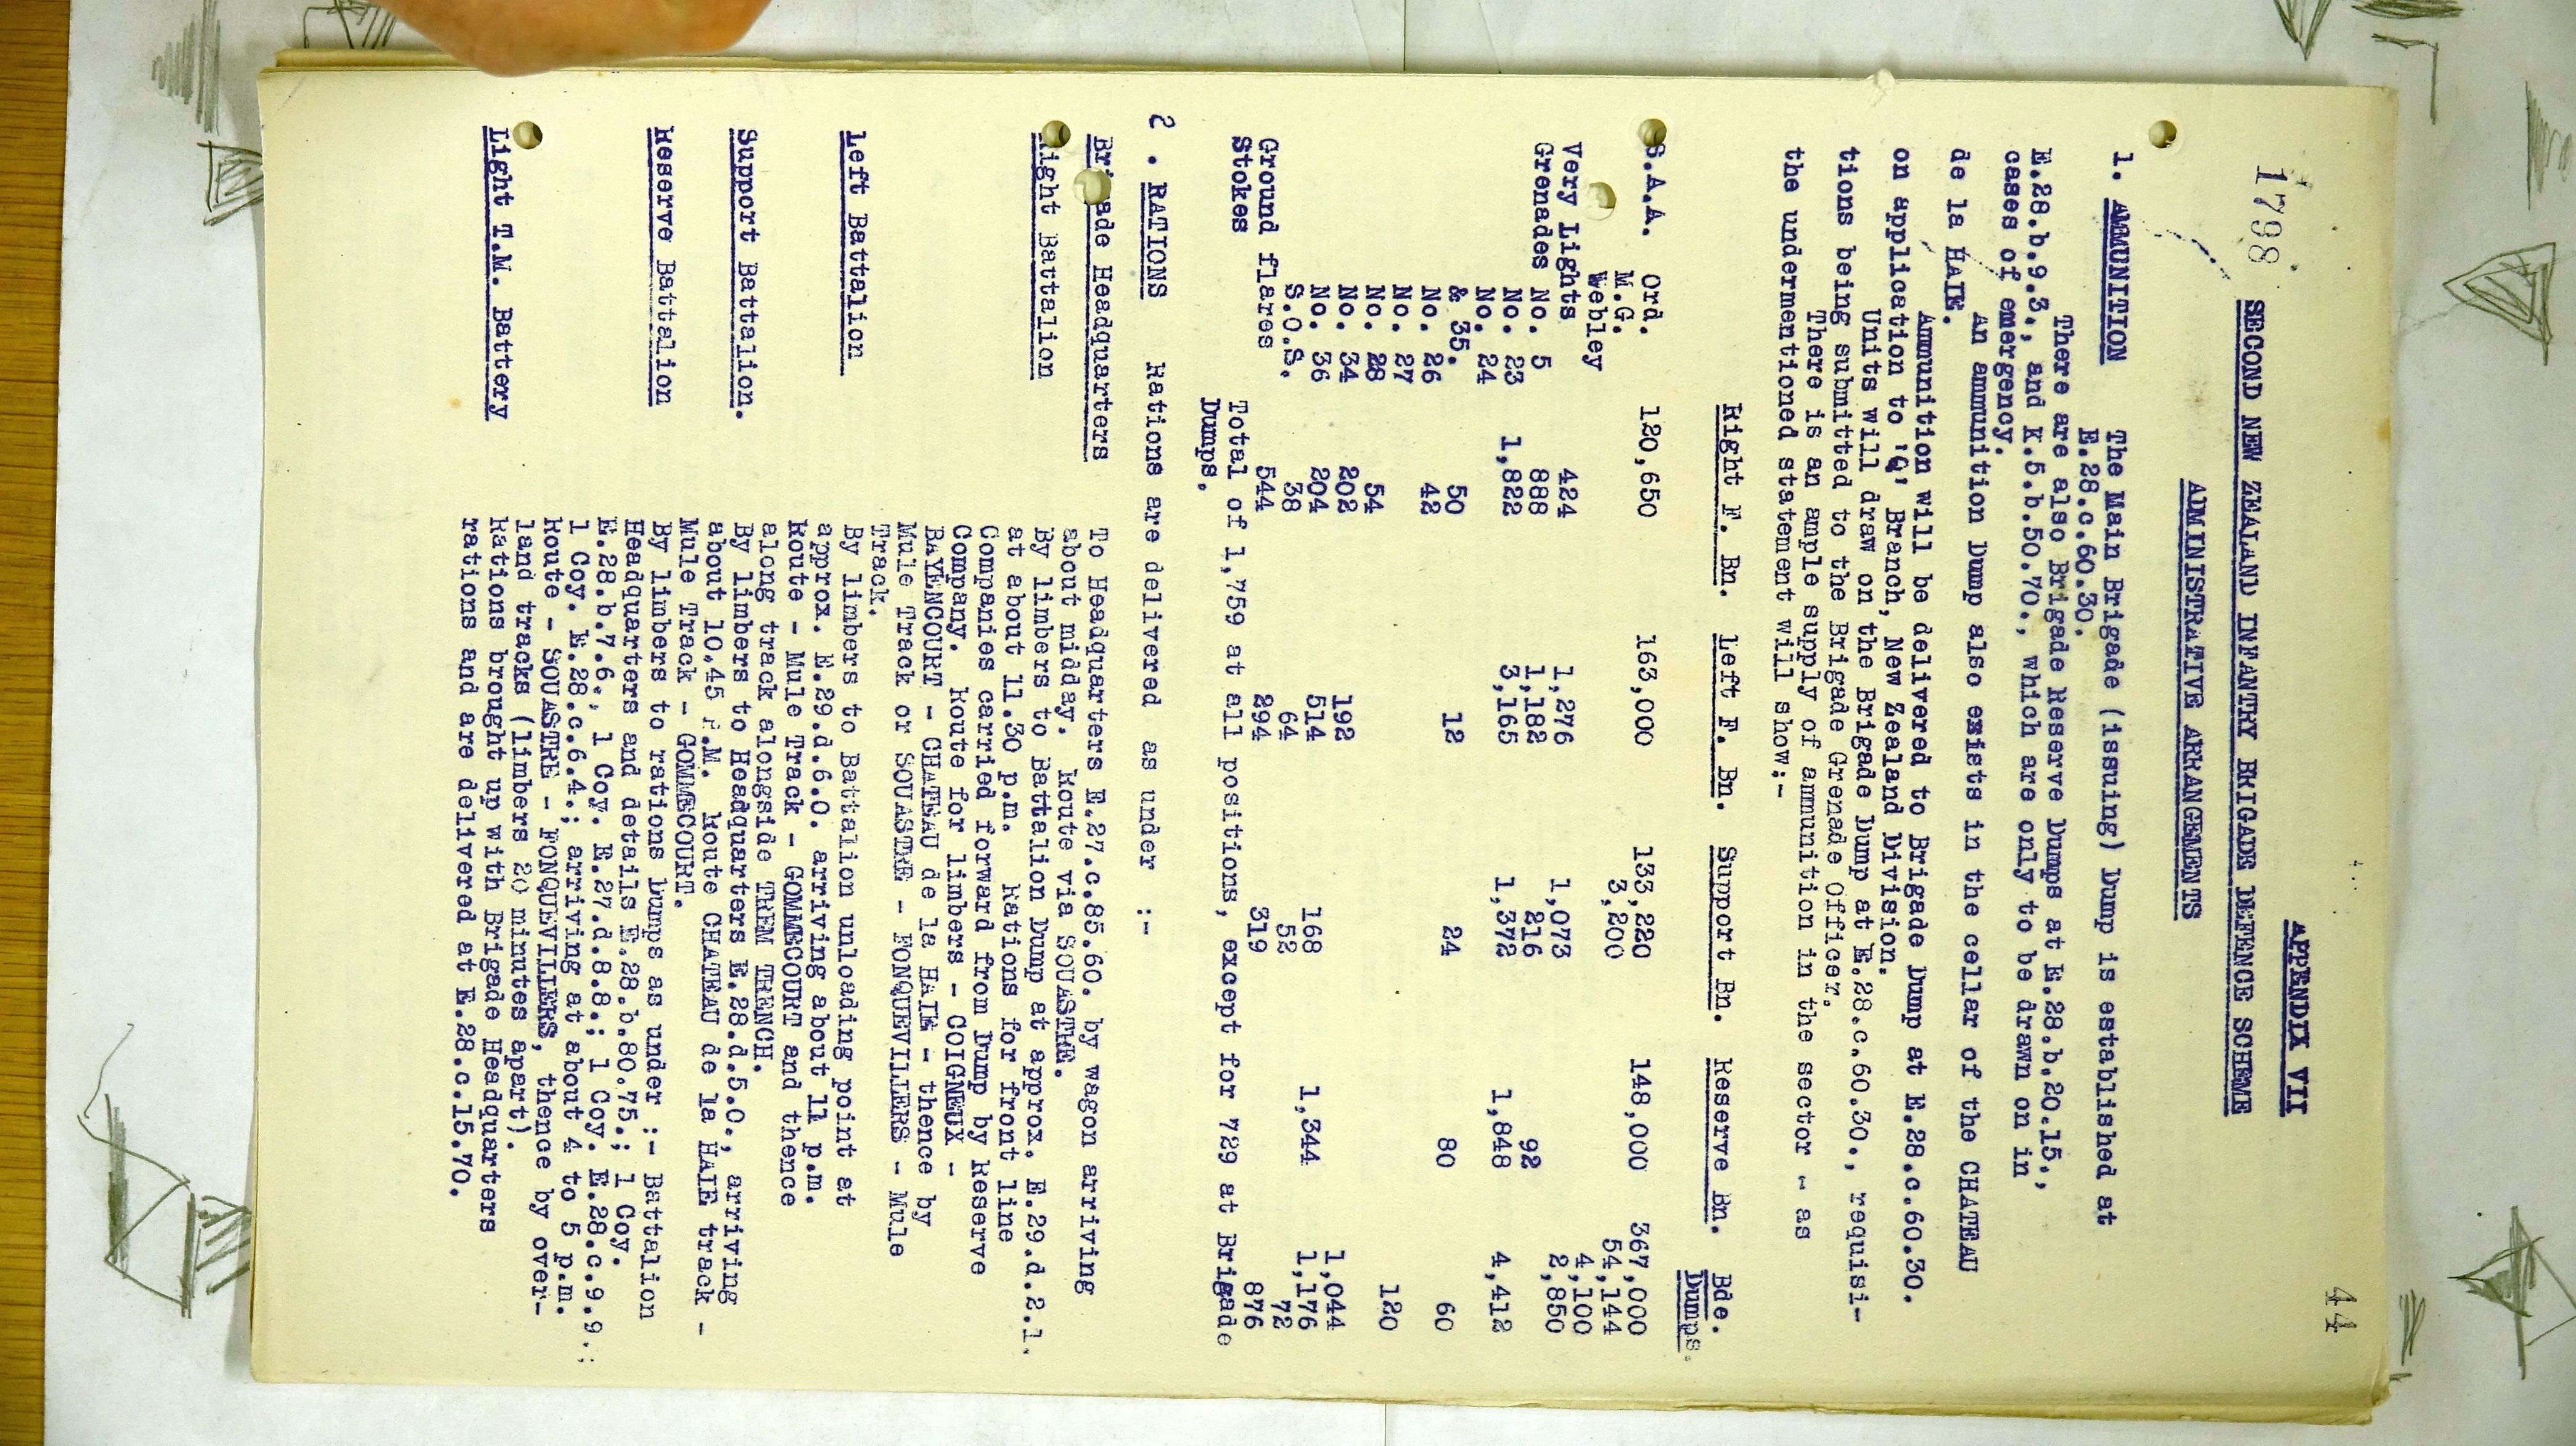 1798
44
APPENDIX VII
SECOND NEW ZEALAND INFANTRY BRIGADE DEFENCE SCHEME
ADMINISTRATIVE ARRANGEMENTS
1. AMMUNITION The Main Brigade (issuing) Dump is established at
E.28.c.60.30.
There are also Brigade Reserve Dumps at E.28.b.20.15.,
E.28.b.9.3., and K.5.b.50.70., which are only to be drawn on in
cases of emergency.
An ammunition Dump also exists in the cellar of the CHATEAU
de la HAIE.
Ammunition will be delivered to Brigade Dump at E.28.c.60.30.
on application to 'Q' Branch, New Zealand Division.
Units will draw on the Brigade Dump at E.28.c.60.30., requisi-
tions being submitted to the Brigade Grenade Officer.
There is an ample supply of ammunition in the sector - as
the undermentioned statement will show:-
Right F. Bn. Left F. Bn. Support Bn. Reserve Bn. Bde.
Dumps.
S.A.A. Ord. 120,650 163,000 133,220 148,000 367,000
M.G. 3,200 54,144
Webley 4,100
Very Lights 424 1,276 1,073 2,850
Grenades No. 5 888 1,182 216 92
No. 23 1,822 3,165 1,372 1,848 4,412
No. 24
& 35. 50 12 24 80 60
No. 26 42
No. 27 120
No. 28 54
No. 34 202 192 1,044
No. 36 204 514 168 1,344 1,176
S.O.S. 38 64 52 72
Ground flares 544 294 319 876
Stokes Total of 1,759 at all positions, except for 729 at Brigade
Dumps.
2. RATIONS Rations are delivered as under :-
Brigade Headquarters To Headquarters E.27.c.85.60. by wagon arriving
about midday. Route via SOUASTRE.
Right Battalion By limbers to Battalion Dump at approx. E.29.d.2.1.
at about 11.30 p.m. Rations for front line
Companies carried forward from Dump by Reserve
Company. Route for limbers - COIGNEUX -
BAYENCOURT - CHATEAU de la HAIE - thence by
Mule Track or SOUASTRE - FONQUEVILLERS - Mule
Track.
Left Battalion By limbers to Battalion unloading point at
approx. E.29.d.6.0. arriving about 11 p.m.
Route - Mule Track - GOMMECOURT and thence
along track alongside TREM TRENCH.
Support Battalion. By limbers to Headquarters E.28.d.5.0., arriving
about 10.45 P.M. Route CHATEAU de la HAIE track -
Mule Track - GOMMECOURT.
Reserve Battalion By limbers to rations Dumps as under :- Battalion
Headquarters and details E.28.b.80.75.; 1 Coy.
E.28.b.7.6., 1 Coy. E.27.d.8.8.; 1 Coy. E.28.c.9.9.;
1 Coy. E.28.c.6.4.; arriving at about 4 to 5 p.m.
Route - SOUASTRE - FONQUEVILLERS, thence by over-
land tracks (limbers 20 minutes apart).
Light T.M. Battery Rations brought up with Brigade Headquarters
rations and are delivered at E.28.c.15.70.